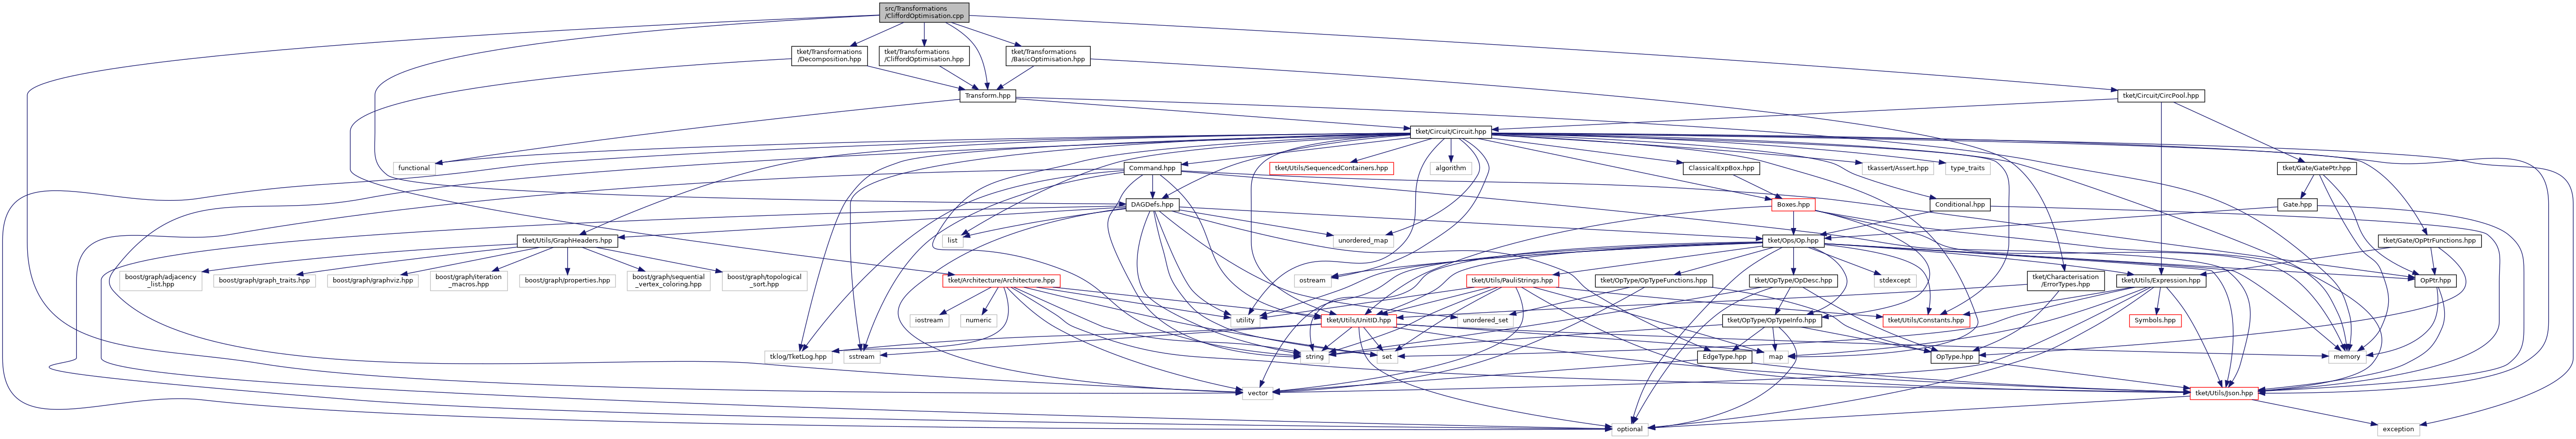 src/Transformations
/CliffordOptimisation.cpp
tket/Transformations
/Decomposition.hpp
tket/Transformations
/CliffordOptimisation.hpp
tket/Transformations
/BasicOptimisation.hpp
Transform.hpp
tket/Circuit/CircPool.hpp
tket/Circuit/Circuit.hpp
functional
Command.hpp
tket/Utils/SequencedContainers.hpp
algorithm
ClassicalExpBox.hpp
tkassert/Assert.hpp
type_traits
tket/Gate/GatePtr.hpp
DAGDefs.hpp
Boxes.hpp
Conditional.hpp
Gate.hpp
tket/Utils/GraphHeaders.hpp
list
unordered_map
tket/Ops/Op.hpp
tket/Gate/OpPtrFunctions.hpp
boost/graph/adjacency
_list.hpp
boost/graph/graph_traits.hpp
boost/graph/graphviz.hpp
boost/graph/iteration
_macros.hpp
boost/graph/properties.hpp
boost/graph/sequential
_vertex_coloring.hpp
boost/graph/topological
_sort.hpp
tket/Architecture/Architecture.hpp
ostream
tket/Utils/PauliStrings.hpp
tket/OpType/OpTypeFunctions.hpp
tket/OpType/OpDesc.hpp
stdexcept
tket/Characterisation
/ErrorTypes.hpp
tket/Utils/Expression.hpp
OpPtr.hpp
iostream
numeric
utility
tket/Utils/UnitID.hpp
unordered_set
tket/OpType/OpTypeInfo.hpp
tket/Utils/Constants.hpp
Symbols.hpp
tklog/TketLog.hpp
sstream
string
set
EdgeType.hpp
map
OpType.hpp
memory
vector
tket/Utils/Json.hpp
optional
exception